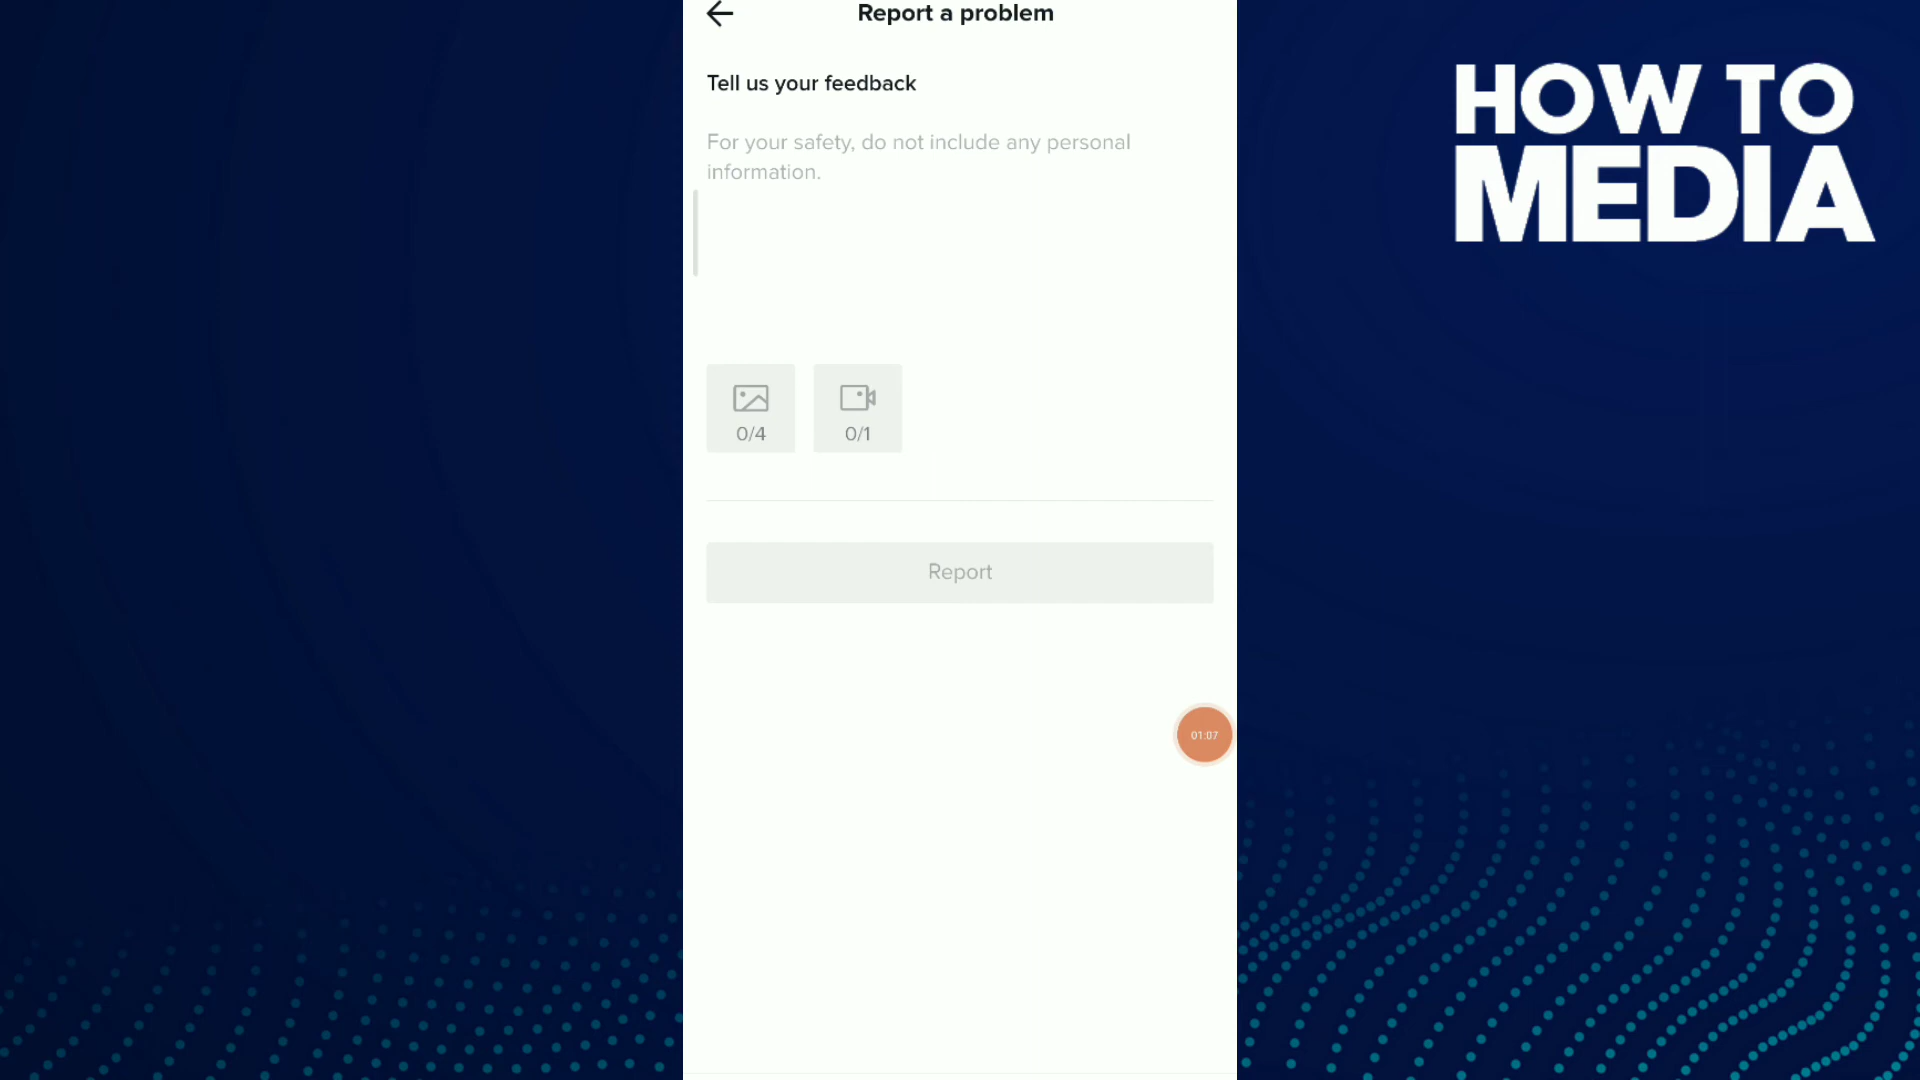 Report a problem
Tell us your feedback
For your safety, do not include any personal
information.
0/4 0/1
Report
01:07
HOW TO
MEDIA